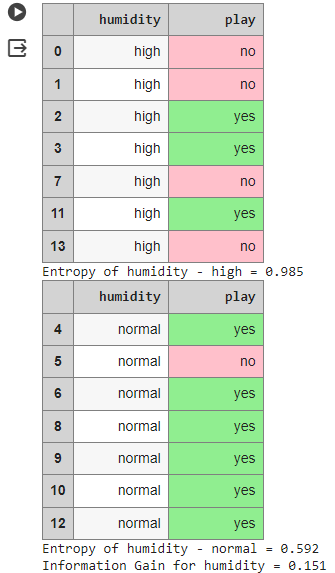 humidity play
0 high no
1 high no
2 high yes
3 high yes
7 high no
11 high yes
13 high no
Entropy of humidity - high = 0.985
humidity play
4 normal yes
5 normal no
6 normal yes
8 normal yes
9 normal yes
10 normal yes
12 normal yes
Entropy of humidity - normal = 0.592
Information Gain for humidity = 0.151